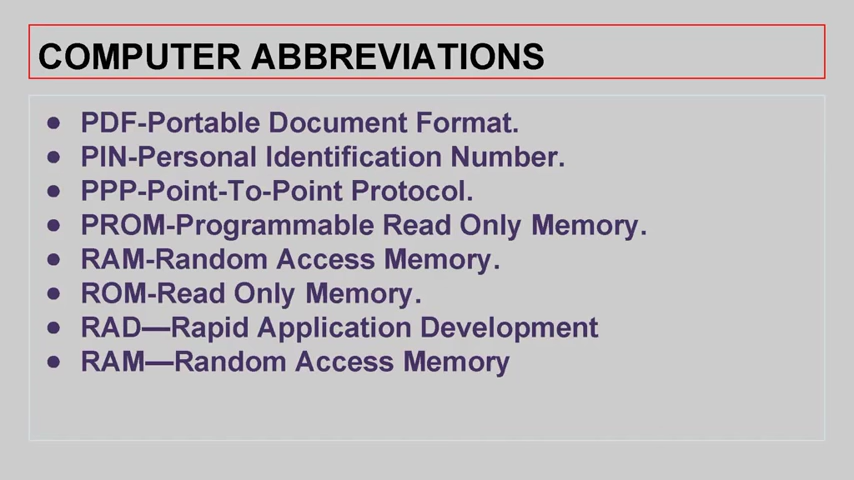 COMPUTER ABBREVIATIONS
● PDF-Portable Document Format.
● PIN-Personal Identification Number.
● PPP-Point-To-Point Protocol.
● PROM-Programmable Read Only Memory.
● RAM-Random Access Memory.
● ROM-Read Only Memory.
● RAD—Rapid Application Development
● RAM—Random Access Memory